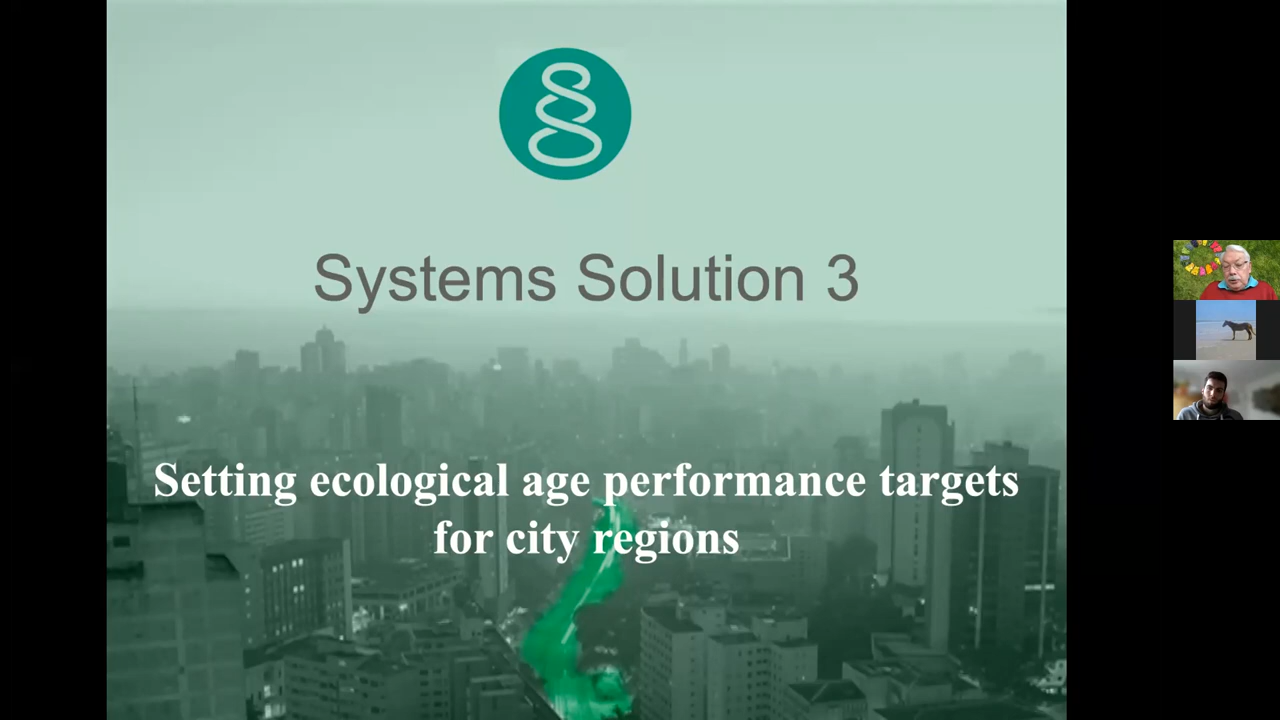 Systems Solution 3
Setting ecological age performance targets
for city regions